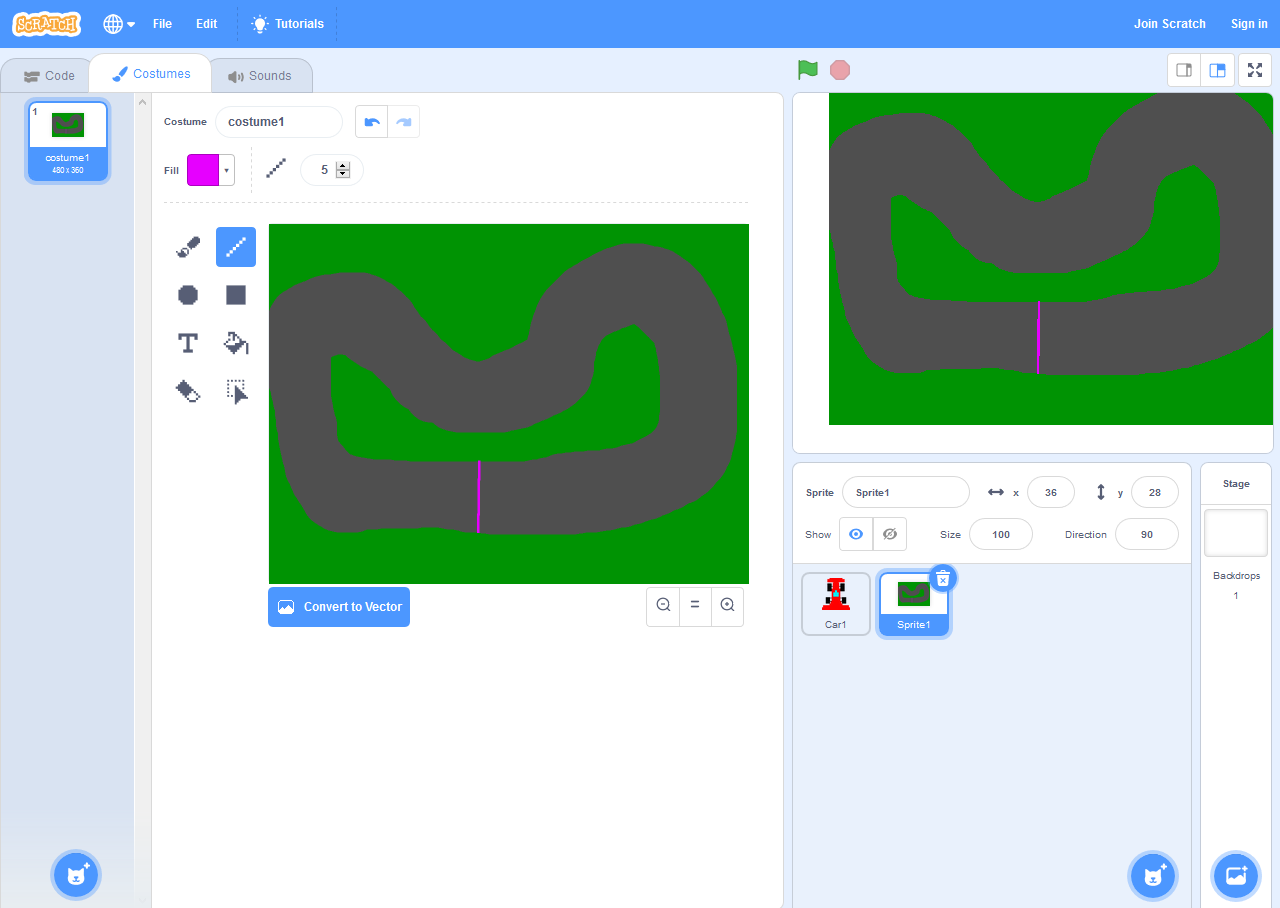 SCRATCH File Edit Tutorials Join Scratch Sign in
Code Costumes Sounds
1
costume1
480 x 360
Costume costume1
Fill 5
T
Convert to Vector
Sprite Sprite1 x 36 y 28
Show Size 100 Direction 90
Car1 Sprite1
Stage
Backdrops
1